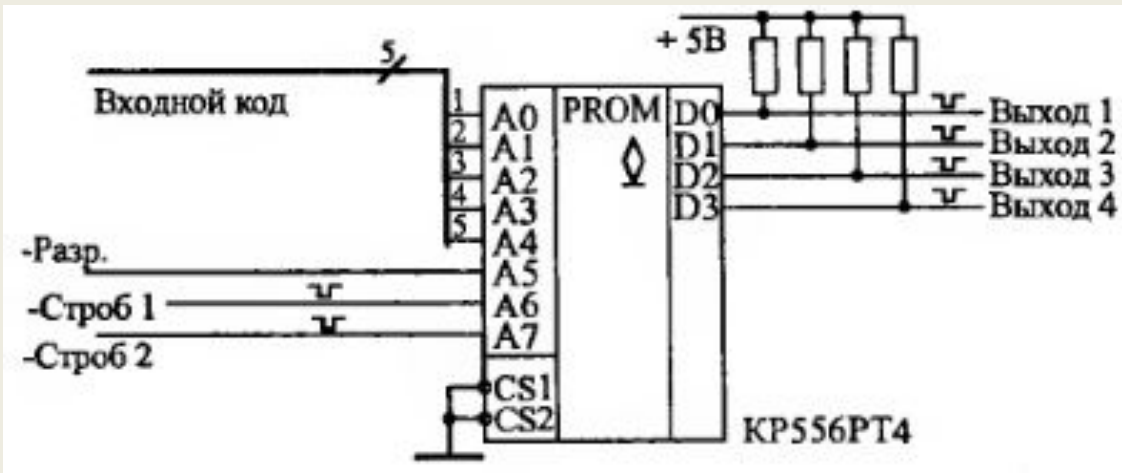 + 5В
5
Входной код
1 A0 PROM D0 Выход 1
2 A1 D1 Выход 2
3 A2 D2 Выход 3
4 A3 D3 Выход 4
5 A4
-Разр. A5
-Строб 1 A6
-Строб 2 A7
CS1
CS2
КР556РТ4